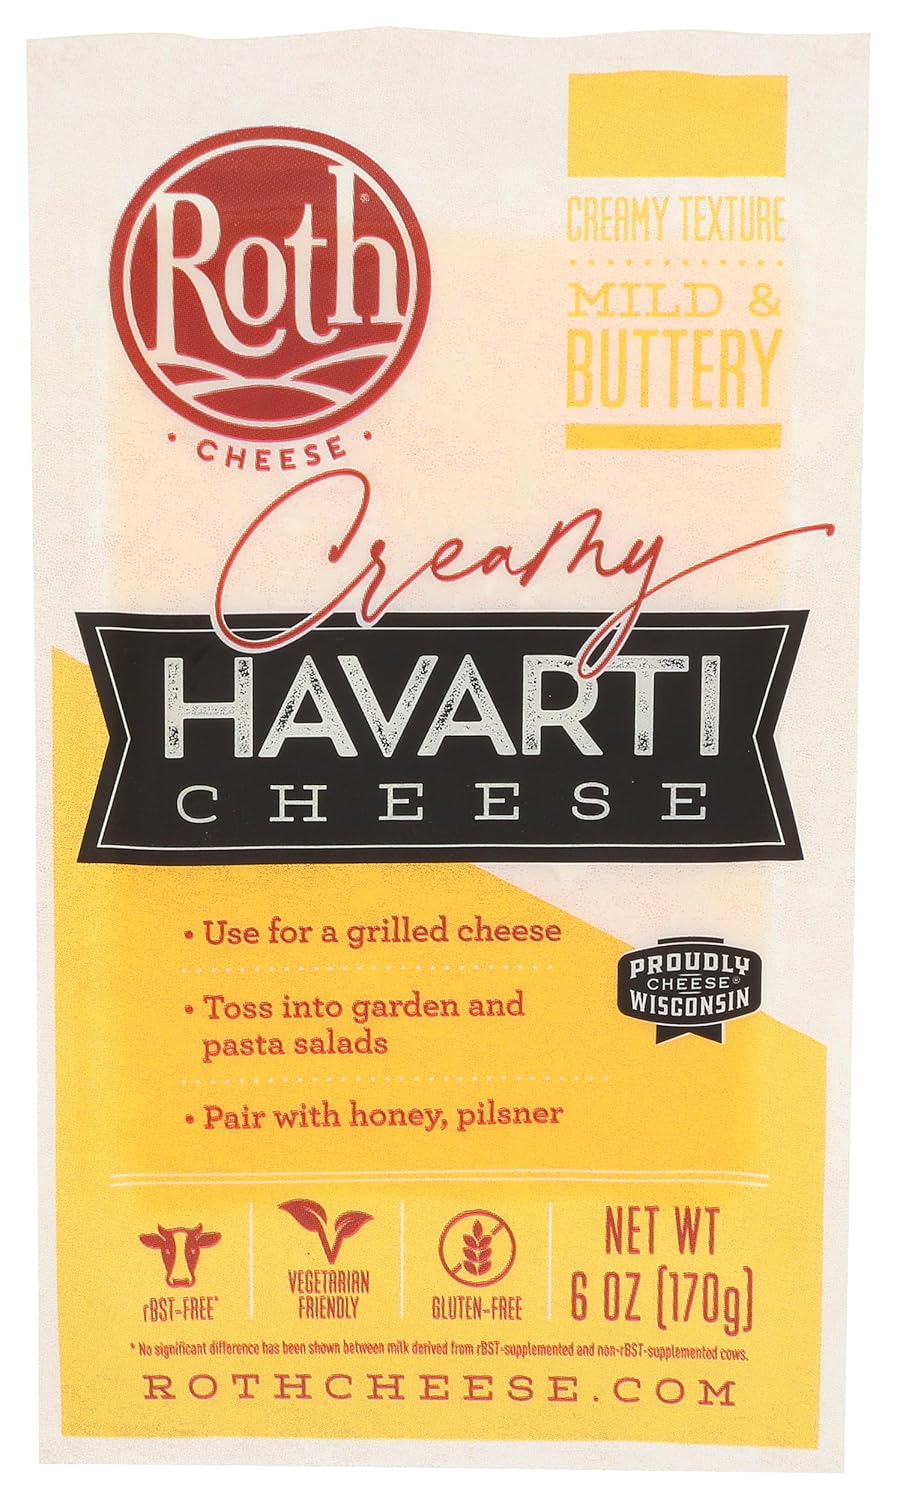 Roth®
• CHEESE •
CREAMY TEXTURE
MILD &
BUTTERY
Creamy
HAVARTI
CHEESE
• Use for a grilled cheese
• Toss into garden and
pasta salads
• Pair with honey, pilsner
PROUDLY
CHEESE®
WISCONSIN
rBST-FREE*
VEGETARIAN
FRIENDLY
GLUTEN-FREE
NET WT
6 OZ (170g)
* No significant difference has been shown between milk derived from rBST-supplemented and non-rBST-supplemented cows.
ROTHCHEESE.COM